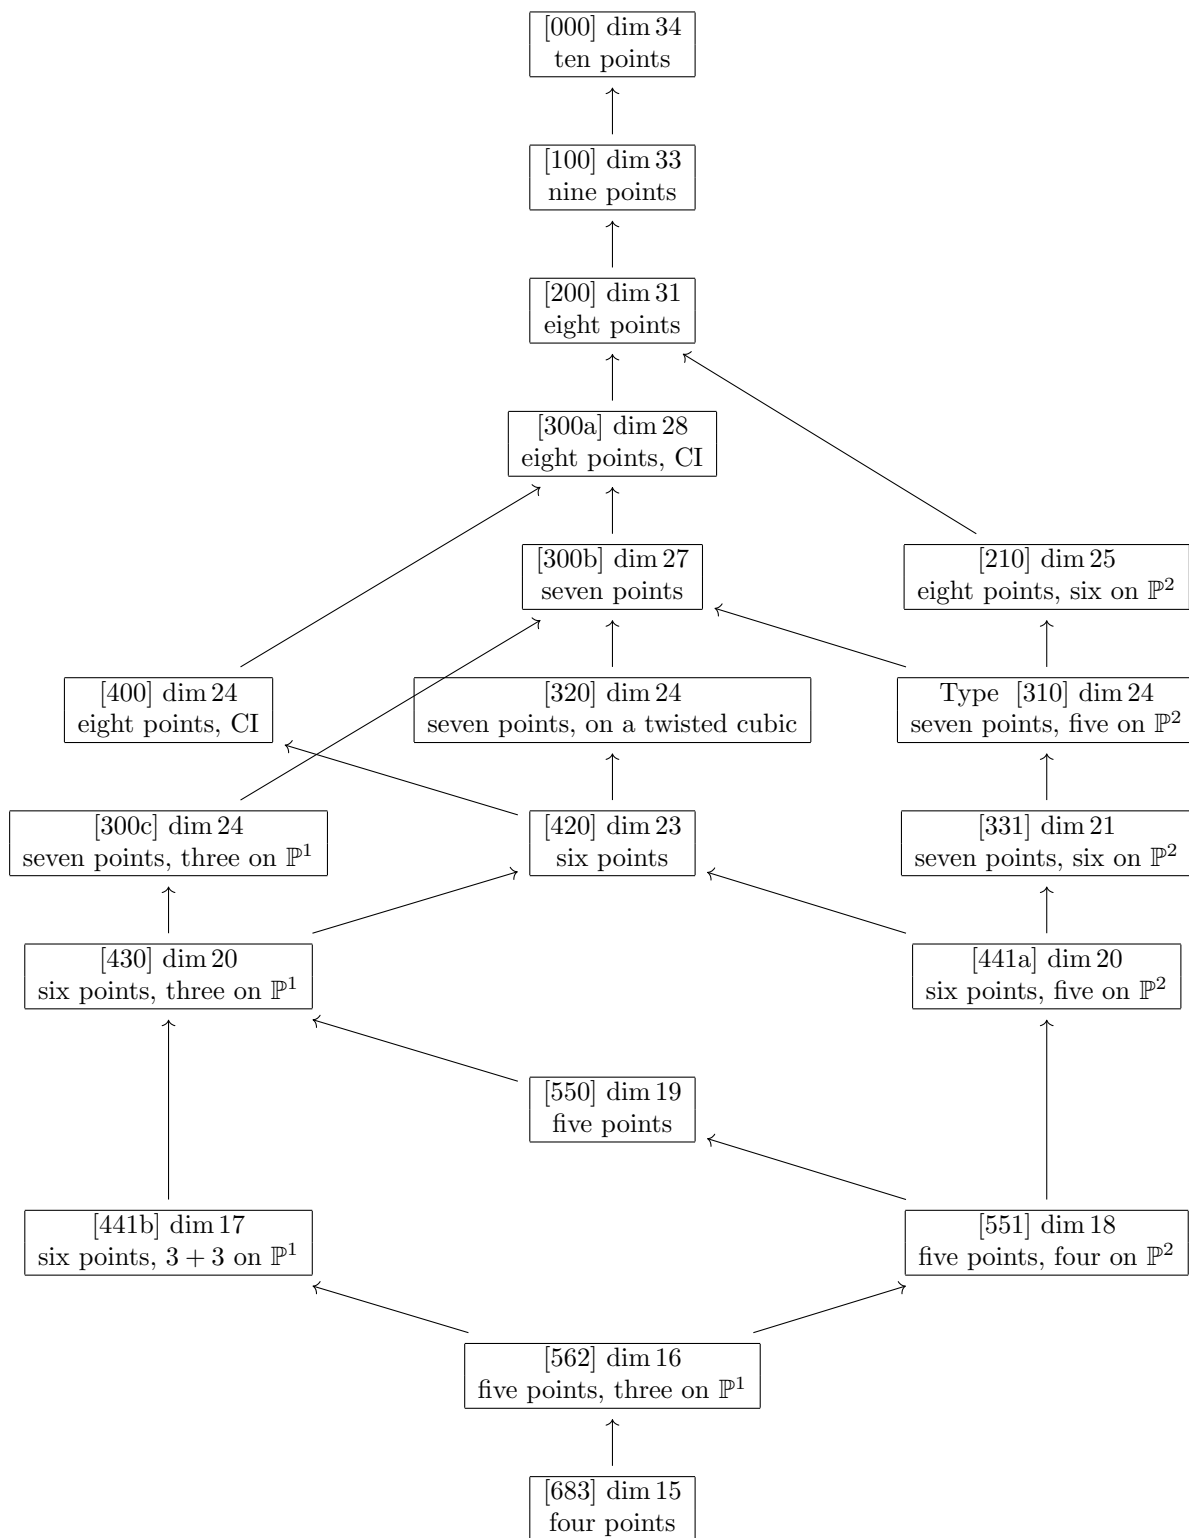 [000] dim 34
ten points
[100] dim 33
nine points
[200] dim 31
eight points
[300a] dim 28
eight points, CI
[300b] dim 27
seven points
[210] dim 25
eight points, six on ℙ²
[400] dim 24
eight points, CI
[320] dim 24
seven points, on a twisted cubic
Type [310] dim 24
seven points, five on ℙ²
[300c] dim 24
seven points, three on ℙ¹
[420] dim 23
six points
[331] dim 21
seven points, six on ℙ²
[430] dim 20
six points, three on ℙ¹
[441a] dim 20
six points, five on ℙ²
[550] dim 19
five points
[441b] dim 17
six points, 3 + 3 on ℙ¹
[551] dim 18
five points, four on ℙ²
[562] dim 16
five points, three on ℙ¹
[683] dim 15
four points